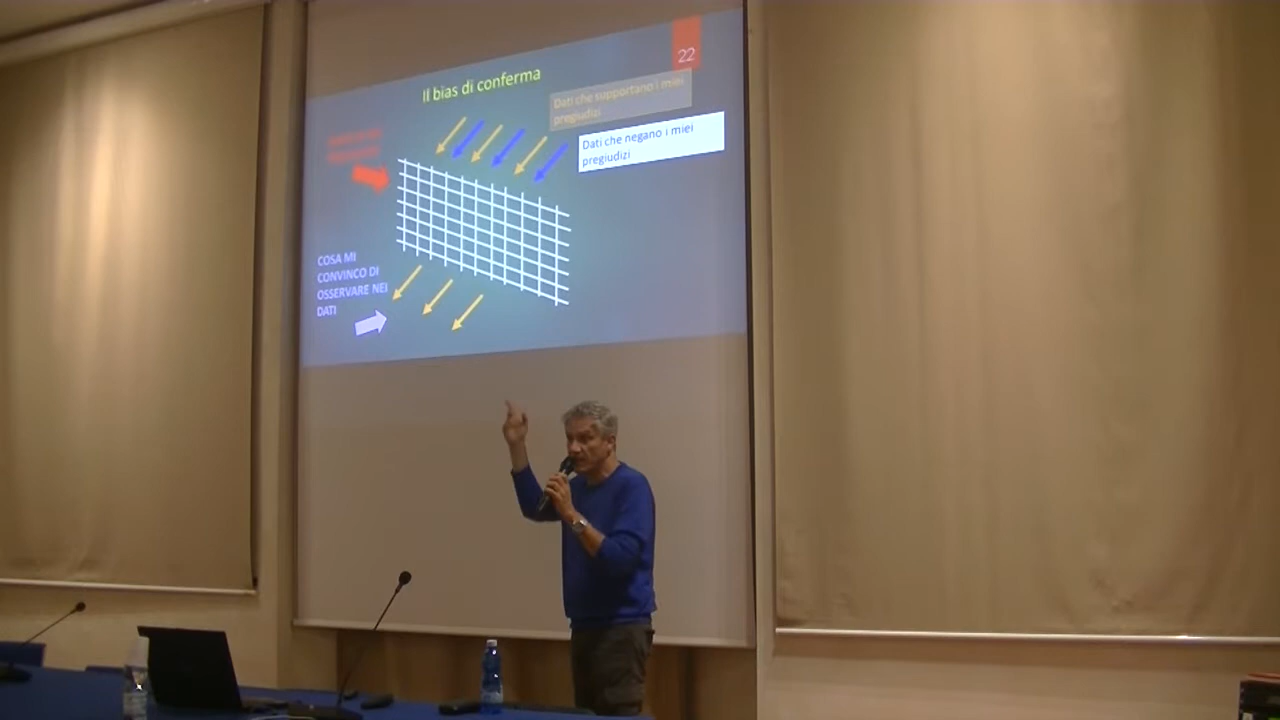 22
Il bias di conferma
Dati che supportano i miei
pregiudizi
Dati che negano i miei
pregiudizi
COSA MI
CONVINCO DI
OSSERVARE NEI
DATI